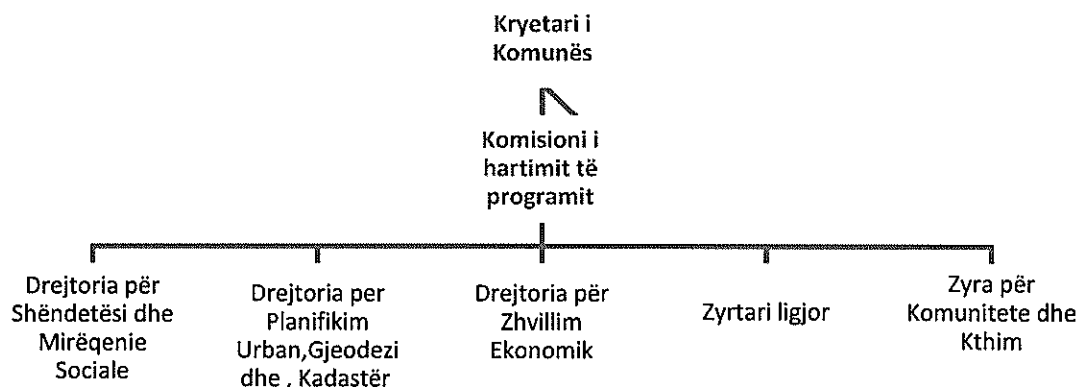 Kryetari i
Komunës
Komisioni i
hartimit të
programit
Drejtoria për
Shëndetësi dhe
Mirëqenie
Sociale
Drejtoria per
Planifikim
Urban,Gjeodezi
dhe , Kadastër
Drejtoria për
Zhvillim
Ekonomik
Zyrtari ligjor
Zyra për
Komunitete dhe
Kthim